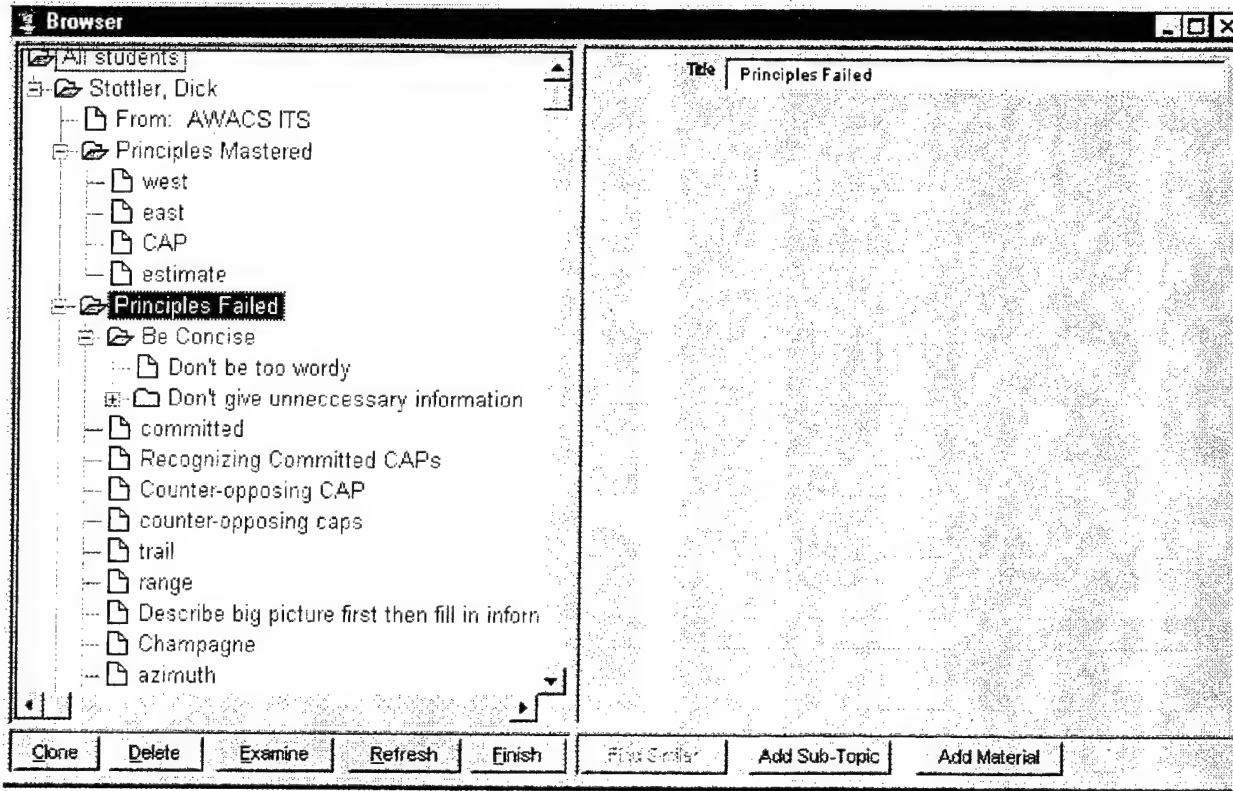 Browser
All students
Stottler, Dick
From: AWACS ITS
Principles Mastered
west
east
CAP
estimate
Principles Failed
Be Concise
Don't be too wordy
Don't give unneccessary information
committed
Recognizing Committed CAPs
Counter-opposing CAP
counter-opposing caps
trail
range
Describe big picture first then fill in inforn
Champagne
azimuth
Clone Delete Examine Refresh Finish
Title Principles Failed
Find Similar Add Sub-Topic Add Material